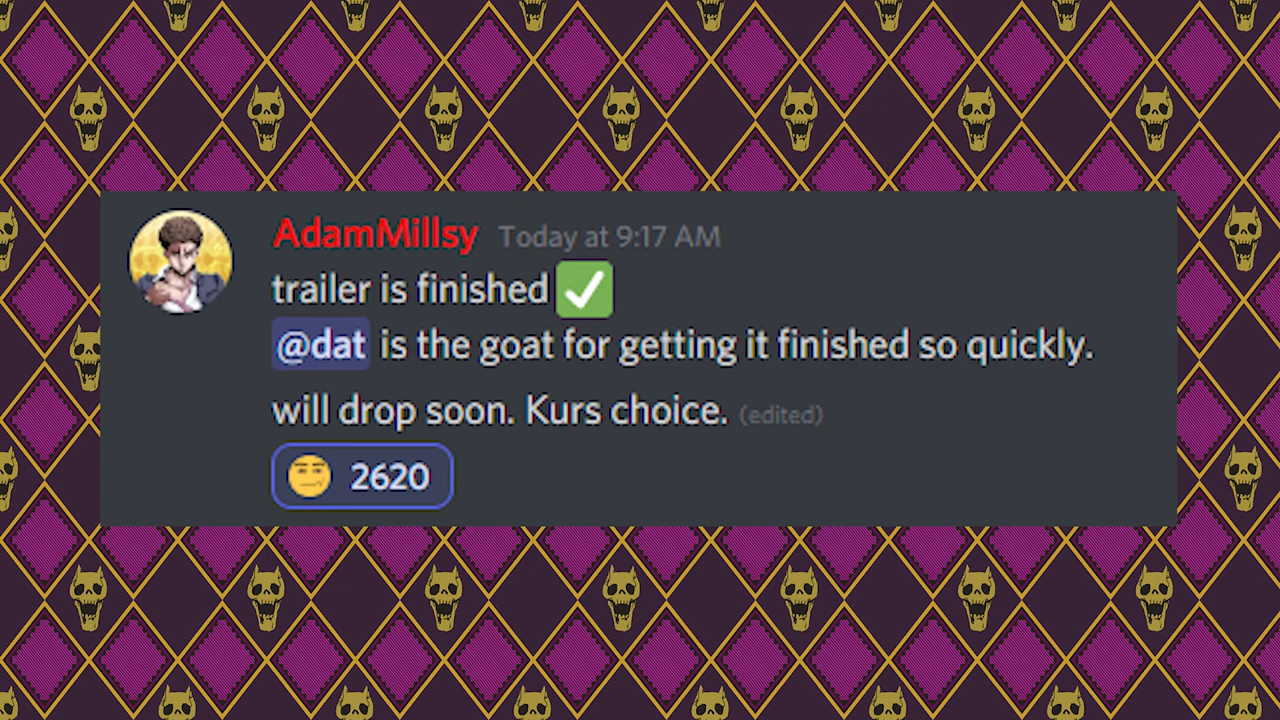 AdamMillsy Today at 9:17 AM
trailer is finished ✅
@dat is the goat for getting it finished so quickly.
will drop soon. Kurs choice. (edited)
2620